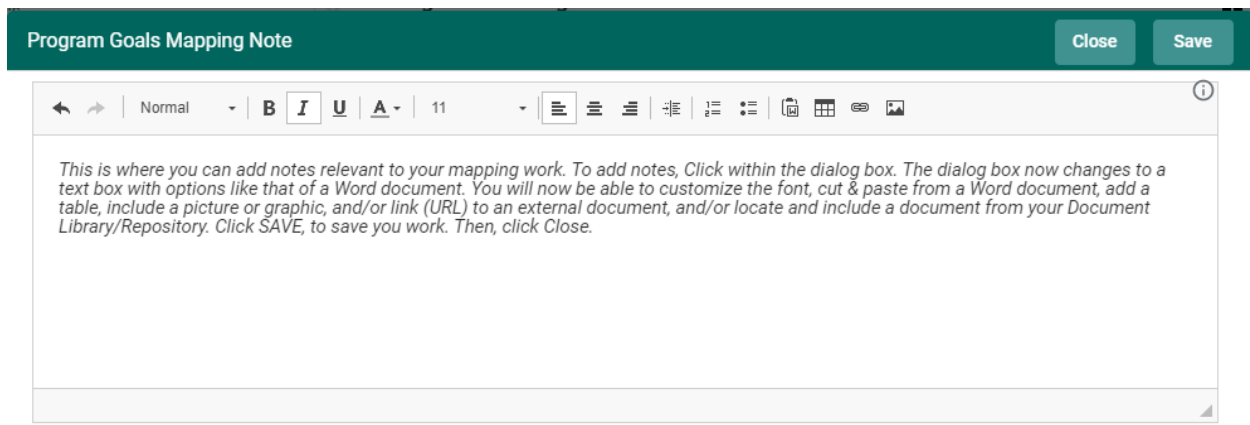 Program Goals Mapping Note
Close
Save
Normal
B I U A 11
This is where you can add notes relevant to your mapping work. To add notes, Click within the dialog box. The dialog box now changes to a
text box with options like that of a Word document. You will now be able to customize the font, cut & paste from a Word document, add a
table, include a picture or graphic, and/or link (URL) to an external document, and/or locate and include a document from your Document
Library/Repository. Click SAVE, to save you work. Then, click Close.